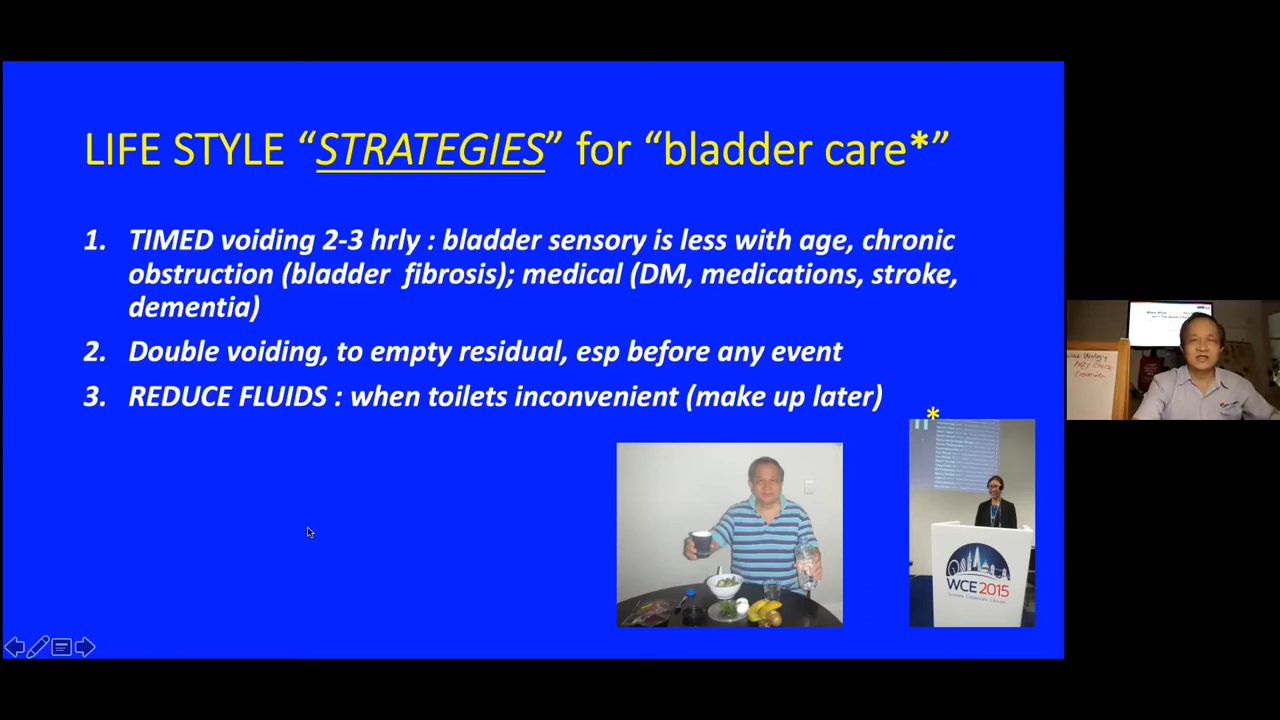 LIFE STYLE “STRATEGIES” for “bladder care*”
1. TIMED voiding 2-3 hrly : bladder sensory is less with age, chronic
obstruction (bladder fibrosis); medical (DM, medications, stroke,
dementia)
2. Double voiding, to empty residual, esp before any event
3. REDUCE FLUIDS : when toilets inconvenient (make up later)
*
WCE 2015